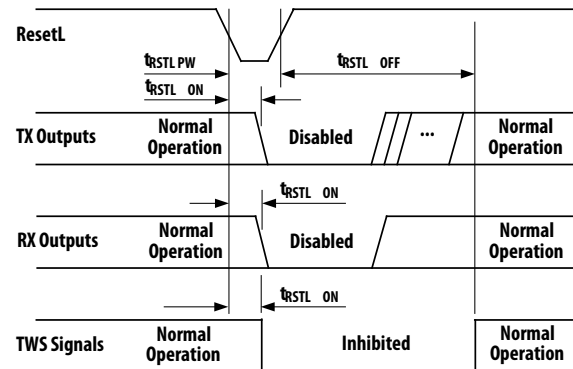 ResetL
tRSTL PW
tRSTL OFF
tRSTL ON
TX Outputs
Normal
Operation
Disabled
...
Normal
Operation
tRSTL ON
RX Outputs
Normal
Operation
Disabled
Normal
Operation
tRSTL ON
TWS Signals
Normal
Operation
Inhibited
Normal
Operation